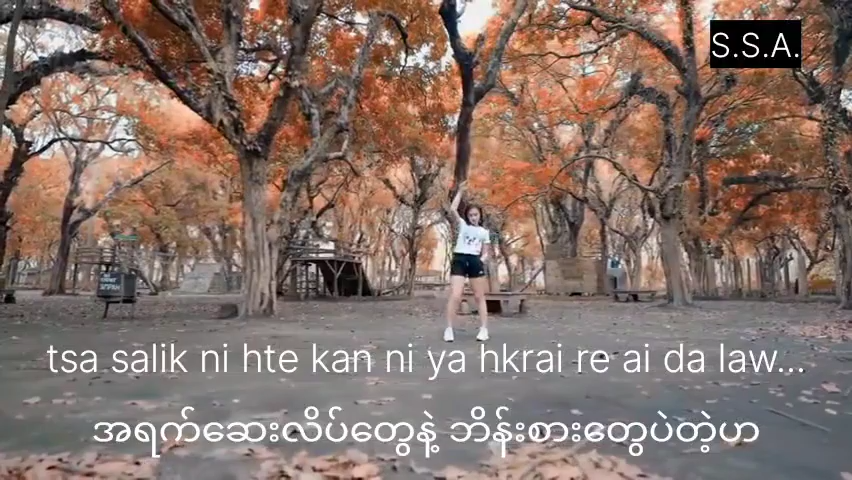 S.S.A.
tsa salik ni hte kan ni ya hkrai re ai da law...
အရက်ဆေးလိပ်တွေနဲ့ ဘိန်းစားတွေပဲတဲ့ဟ